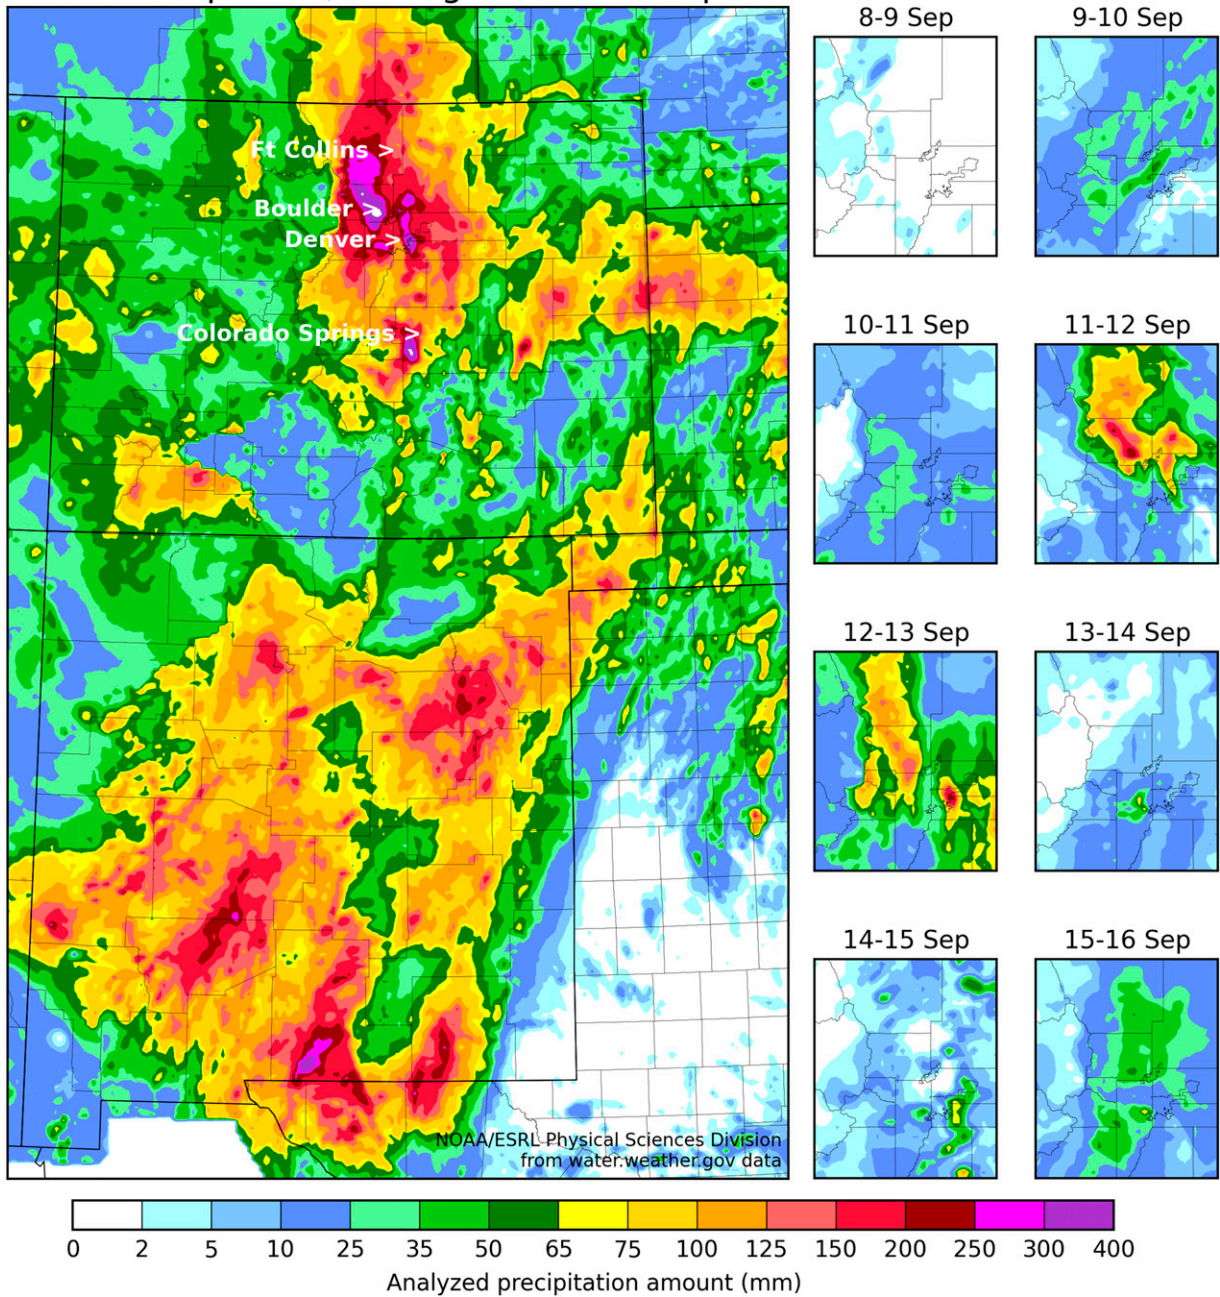 8-9 Sep
9-10 Sep
Ft Collins >
Boulder >
Denver >
Colorado Springs >
10-11 Sep
11-12 Sep
12-13 Sep
13-14 Sep
14-15 Sep
15-16 Sep
NOAA/ESRL Physical Sciences Division
from water.weather.gov data
0 2 5 10 25 35 50 65 75 100 125 150 200 250 300 400
Analyzed precipitation amount (mm)